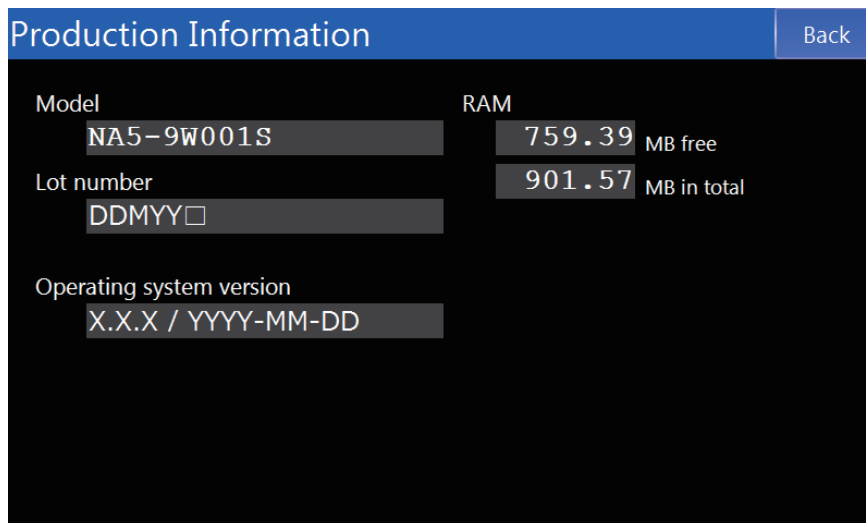 Production Information
Back
Model
NA5-9W001S
Lot number
DDMYY□
Operating system version
X.X.X / YYYY-MM-DD
RAM
759.39 MB free
901.57 MB in total